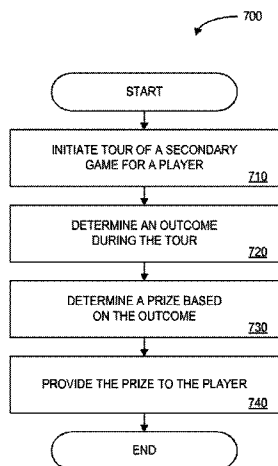 700
START
INITIATE TOUR OF A SECONDARY
GAME FOR A PLAYER
710
DETERMINE AN OUTCOME
DURING THE TOUR
720
DETERMINE A PRIZE BASED
ON THE OUTCOME
730
PROVIDE THE PRIZE TO THE PLAYER
740
END